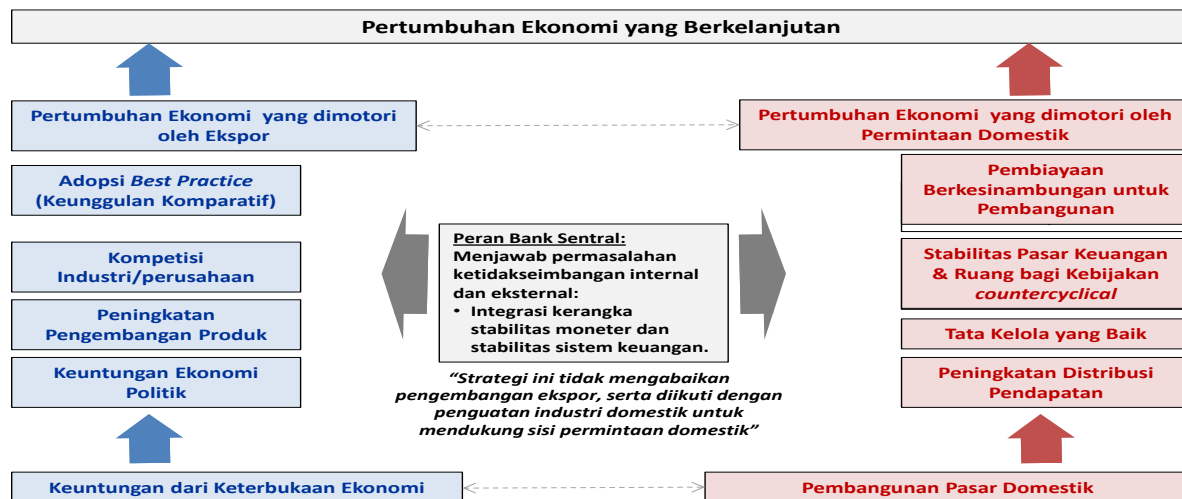 Pertumbuhan Ekonomi yang Berkelanjutan
Pertumbuhan Ekonomi yang dimotori
oleh Ekspor
Pertumbuhan Ekonomi yang dimotori oleh
Permintaan Domestik
Adopsi Best Practice
(Keunggulan Komparatif)
Kompetisi
Industri/perusahaan
Peningkatan
Pengembangan Produk
Keuntungan Ekonomi
Politik
Peran Bank Sentral:
Menjawab permasalahan
ketidakseimbangan internal
dan eksternal:
• Integrasi kerangka
stabilitas moneter dan
stabilitas sistem keuangan.
“Strategi ini tidak mengabaikan
pengembangan ekspor, serta diikuti dengan
penguatan industri domestik untuk
mendukung sisi permintaan domestik”
Pembiayaan
Berkesinambungan untuk
Pembangunan
Stabilitas Pasar Keuangan
& Ruang bagi Kebijakan
countercyclical
Tata Kelola yang Baik
Peningkatan Distribusi
Pendapatan
Keuntungan dari Keterbukaan Ekonomi
Pembangunan Pasar Domestik